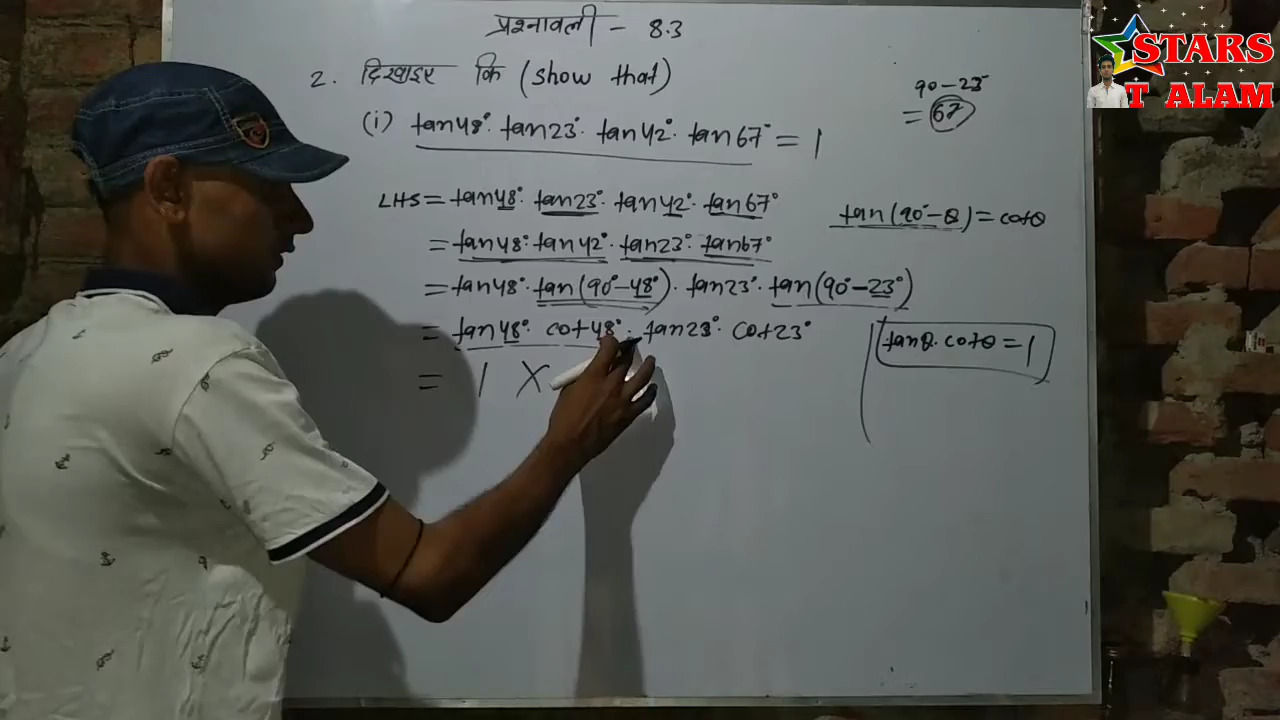 प्रश्नावली - 8.3
2. दिखाइए कि (show that)
(i) tan48° tan23° tan42° tan67° = 1
90-23°
= 67
LHS = tan48° tan23° tan42° tan67°
tan(90°-θ) = cotθ
= tan48° tan42° tan23° tan67°
= tan48° tan(90°-48°) · tan23° tan(90°-23°)
= tan48° cot48° · tan23° cot23°
tanθ. cotθ = 1
= 1 X
STARS
T ALAM